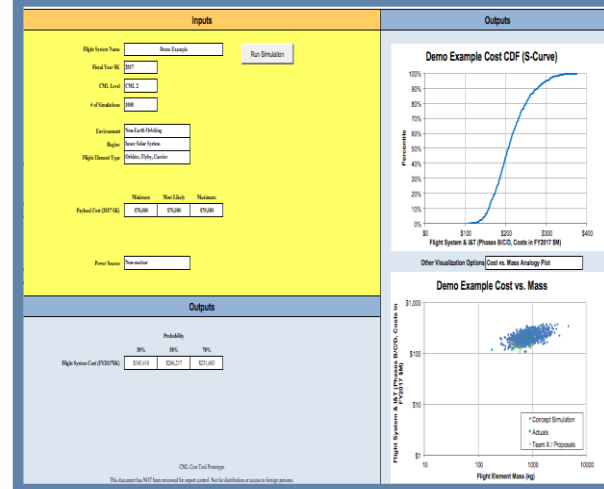 Inputs
Flight System Name Demo Example
Run Simulation
Fiscal Year $K 2017
CML Level CML 2
# of Simulations 1000
Environment Non-Earth Orbiting
Region Inner Solar System
Flight Element Type Orbiter, Flyby, Carrier
Minimum Most Likely Maximum
Payload Cost (2017 $K) $70,000 $70,000 $70,000
Power Source Non-nuclear
Outputs
Probability
30% 50% 70%
Flight System Cost (FY2017$K) $206,217
CML Cost Tool Prototype
This document has NOT been reviewed for export control. Not for distribution or access to foreign persons.
Outputs
Demo Example Cost CDF (S-Curve)
Percentile
100%
90%
80%
70%
60%
50%
40%
30%
20%
10%
0%
$0 $100 $200 $300 $400
Flight System & I&T (Phases B/C/D, Costs in FY2017 $M)
Other Visualization Options Cost vs. Mass Analogy Plot
Demo Example Cost vs. Mass
Flight System & I&T (Phases B/C/D, Costs in
FY2017 $M)
$1,000
$100
$10
$1
Concept Simulation
Actuals
Team X / Proposals
10 100 1000 10000
Flight Element Mass (kg)